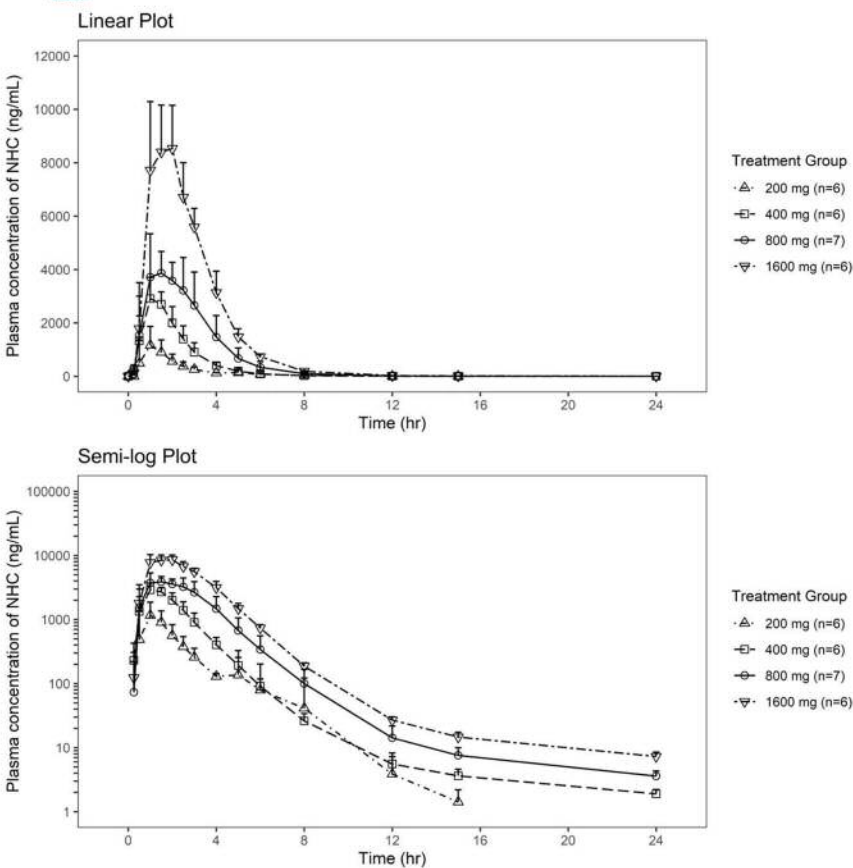 Linear Plot
12000
10000
8000
6000
4000
2000
0
Plasma concentration of NHC (ng/mL)
0 4 8 12 16 20 24
Time (hr)
Treatment Group
200 mg (n=6)
400 mg (n=6)
800 mg (n=7)
1600 mg (n=6)
Semi-log Plot
100000
10000
1000
100
10
1
Plasma concentration of NHC (ng/mL)
0 4 8 12 16 20 24
Time (hr)
Treatment Group
200 mg (n=6)
400 mg (n=6)
800 mg (n=7)
1600 mg (n=6)